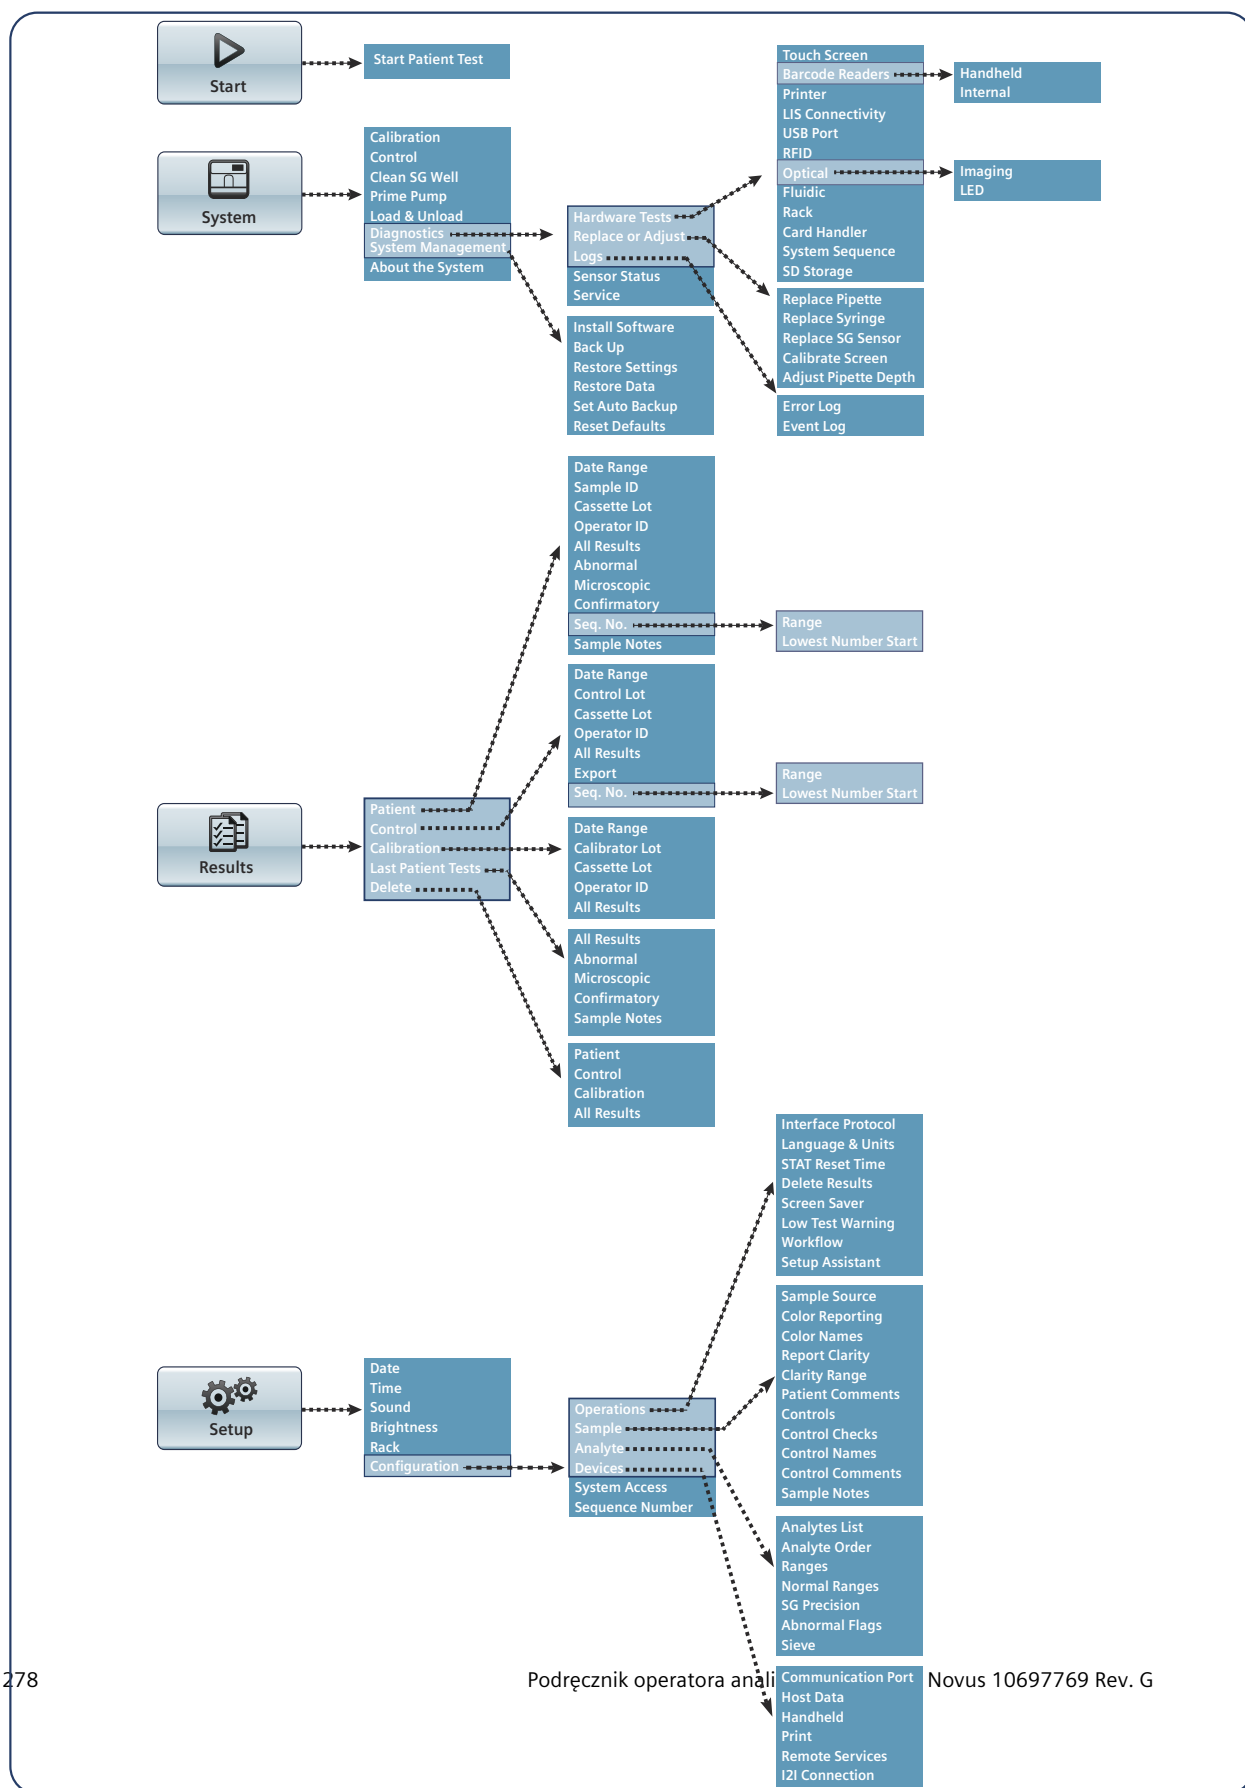 Start
Start Patient Test
Touch Screen
Barcode Readers
Printer
LIS Connectivity
USB Port
RFID
Optical
Fluidic
Rack
Card Handler
System Sequence
SD Storage
Handheld
Internal
Imaging
LED
System
Calibration
Control
Clean SG Well
Prime Pump
Load & Unload
Diagnostics
System Management
About the System
Hardware Tests
Replace or Adjust
Logs
Sensor Status
Service
Install Software
Back Up
Restore Settings
Restore Data
Set Auto Backup
Reset Defaults
Replace Pipette
Replace Syringe
Replace SG Sensor
Calibrate Screen
Adjust Pipette Depth
Error Log
Event Log
Results
Patient
Control
Calibration
Last Patient Tests
Delete
Date Range
Sample ID
Cassette Lot
Operator ID
All Results
Abnormal
Microscopic
Confirmatory
Seq. No.
Sample Notes
Range
Lowest Number Start
Date Range
Control Lot
Cassette Lot
Operator ID
All Results
Export
Seq. No.
Range
Lowest Number Start
Date Range
Calibrator Lot
Cassette Lot
Operator ID
All Results
All Results
Abnormal
Microscopic
Confirmatory
Sample Notes
Patient
Control
Calibration
All Results
Setup
Date
Time
Sound
Brightness
Rack
Configuration
Operations
Sample
Analyte
Devices
System Access
Sequence Number
Interface Protocol
Language & Units
STAT Reset Time
Delete Results
Screen Saver
Low Test Warning
Workflow
Setup Assistant
Sample Source
Color Reporting
Color Names
Report Clarity
Clarity Range
Patient Comments
Controls
Control Checks
Control Names
Control Comments
Sample Notes
Analytes List
Analyte Order
Ranges
Normal Ranges
SG Precision
Abnormal Flags
Sieve
Communication Port
Host Data
Handheld
Print
Remote Services
I2I Connection
278
Podręcznik operatora anali Novus 10697769 Rev. G